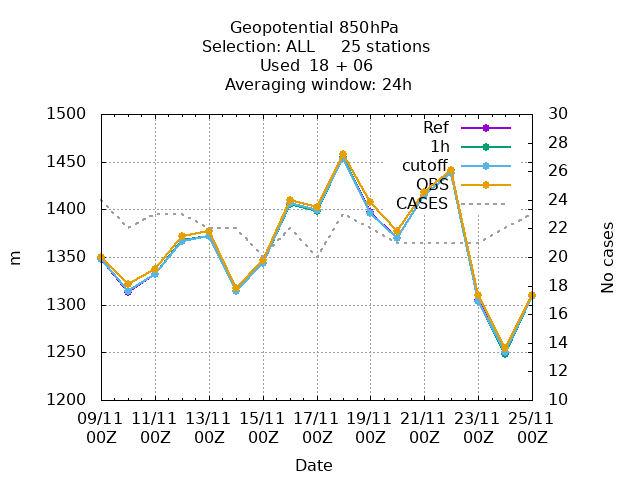 Geopotential 850hPa
Selection: ALL 25 stations
Used 18 + 06
Averaging window: 24h
1500 30
28
1450 26
24
1400 22
1350 20
18
1300 16
14
1250 12
1200 10
Ref
1h
cutoff
OBS
CASES
m
No cases
09/11 11/11 13/11 15/11 17/11 19/11 21/11 23/11 25/11
00Z 00Z 00Z 00Z 00Z 00Z 00Z 00Z 00Z
Date